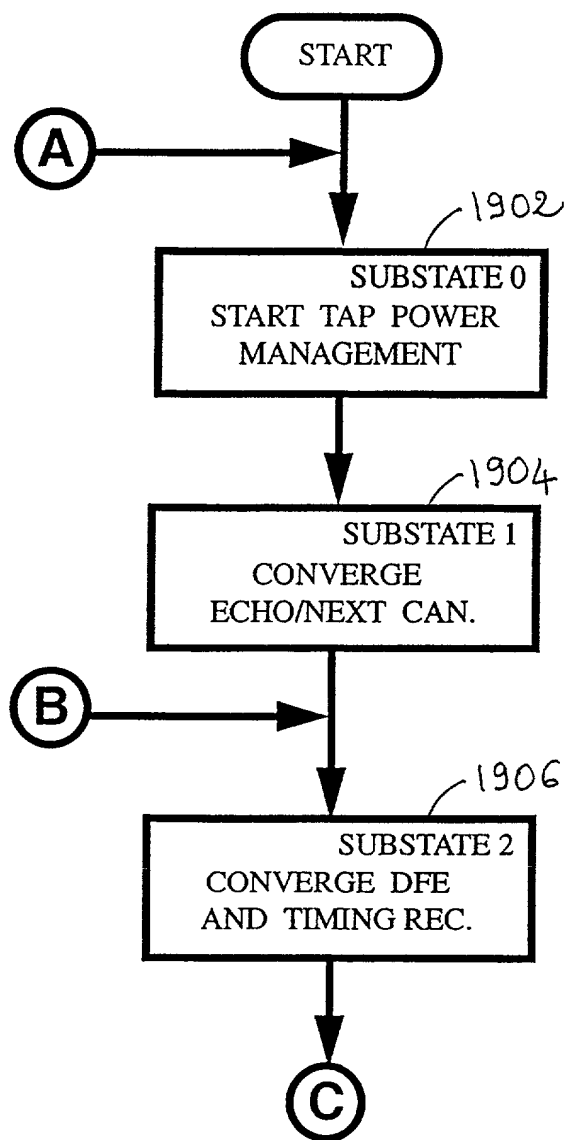 START
A
1902
SUBSTATE 0
START TAP POWER
MANAGEMENT
1904
SUBSTATE 1
CONVERGE
ECHO/NEXT CAN.
B
1906
SUBSTATE 2
CONVERGE DFE
AND TIMING REC.
C